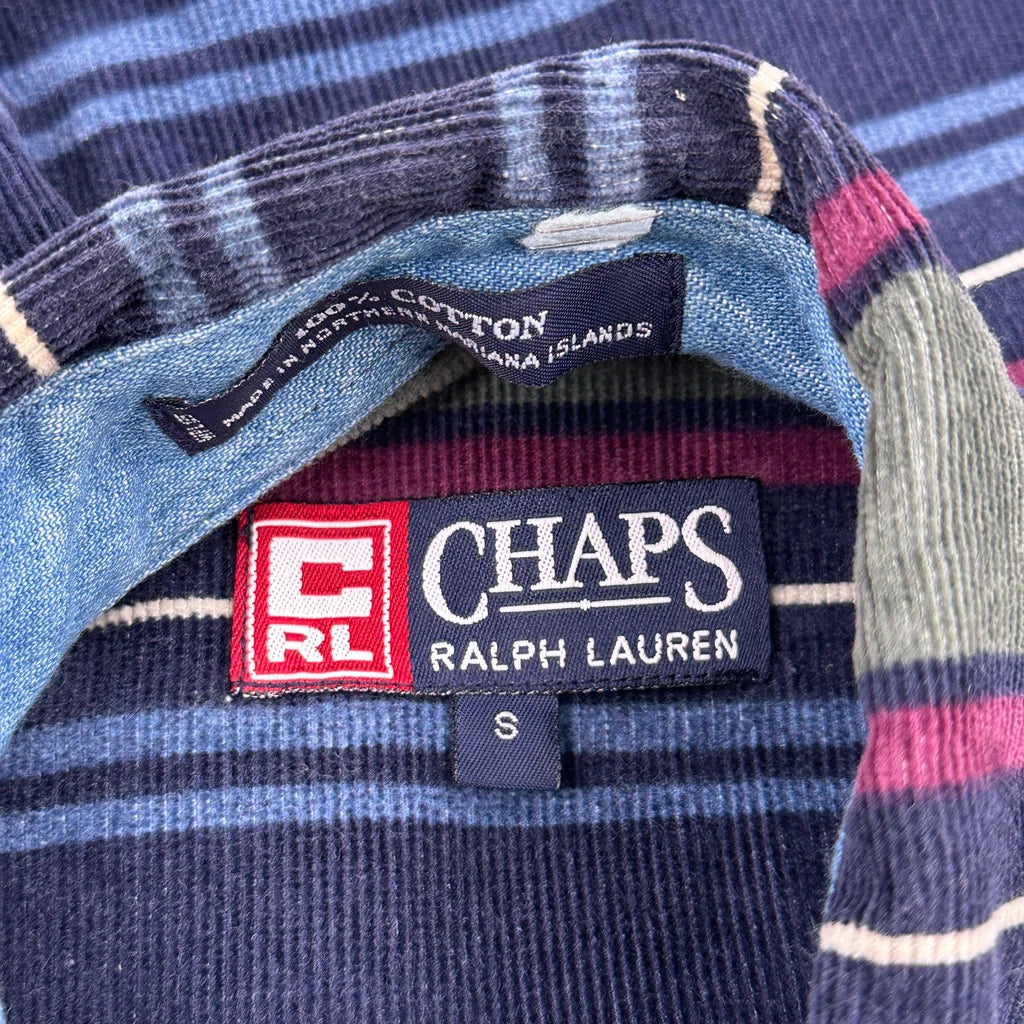 100% COTTON
MADE IN NORTHERN MARIANA ISLANDS
C
RL
CHAPS
RALPH LAUREN
S